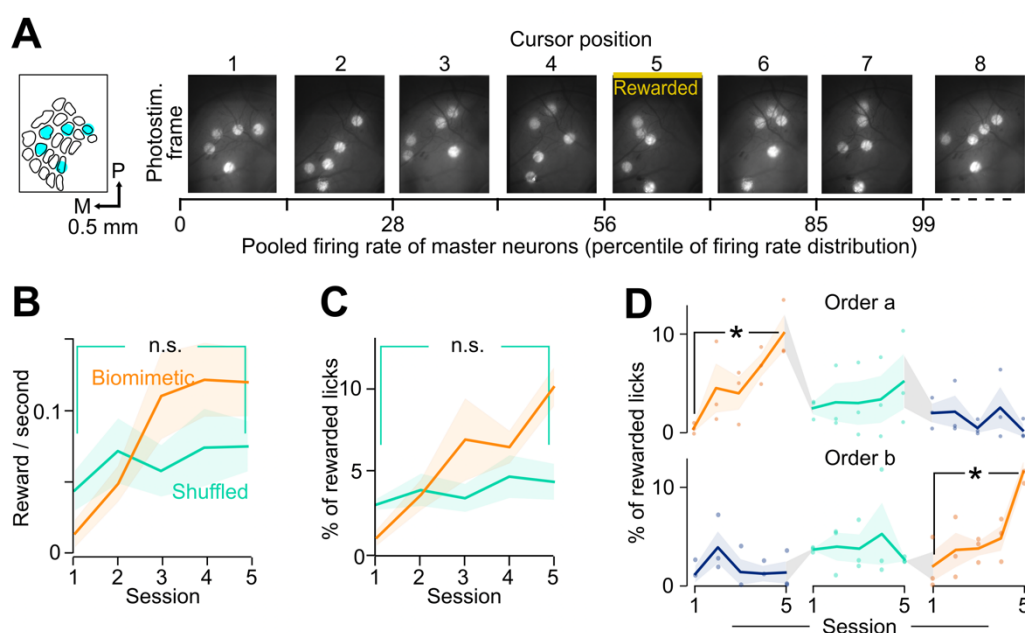 A
Cursor position
1 2 3 4 5 6 7 8
Rewarded
Photostim.
frame
P
M
0.5 mm
0 28 56 85 99
Pooled firing rate of master neurons (percentile of firing rate distribution)
B
n.s.
Biomimetic
0.1
Shuffled
0
Reward / second
1 2 3 4 5
Session
C
n.s.
10
5
0
% of rewarded licks
1 2 3 4 5
Session
D
Order a
*
10
0
% of rewarded licks
Order b
*
10
0
% of rewarded licks
1 5 1 5 1 5
Session